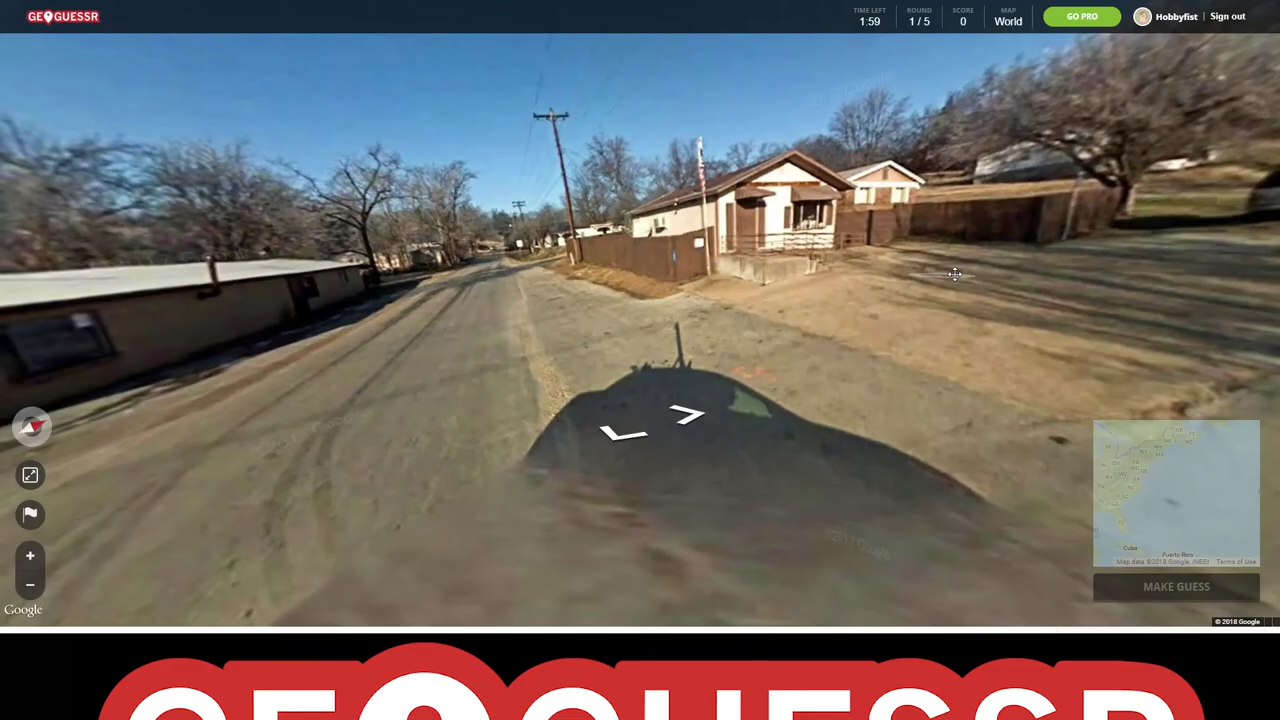 GEOGUESSR
TIME LEFT
1:59
ROUND
1 / 5
SCORE
0
MAP
World
GO PRO
Hobbyfist
Sign out
Cuba
Puerto Rico
Map data ©2018 Google, INEGI
Terms of Use
MAKE GUESS
+
−
Google
© 2018 Google
GEOGUESSR